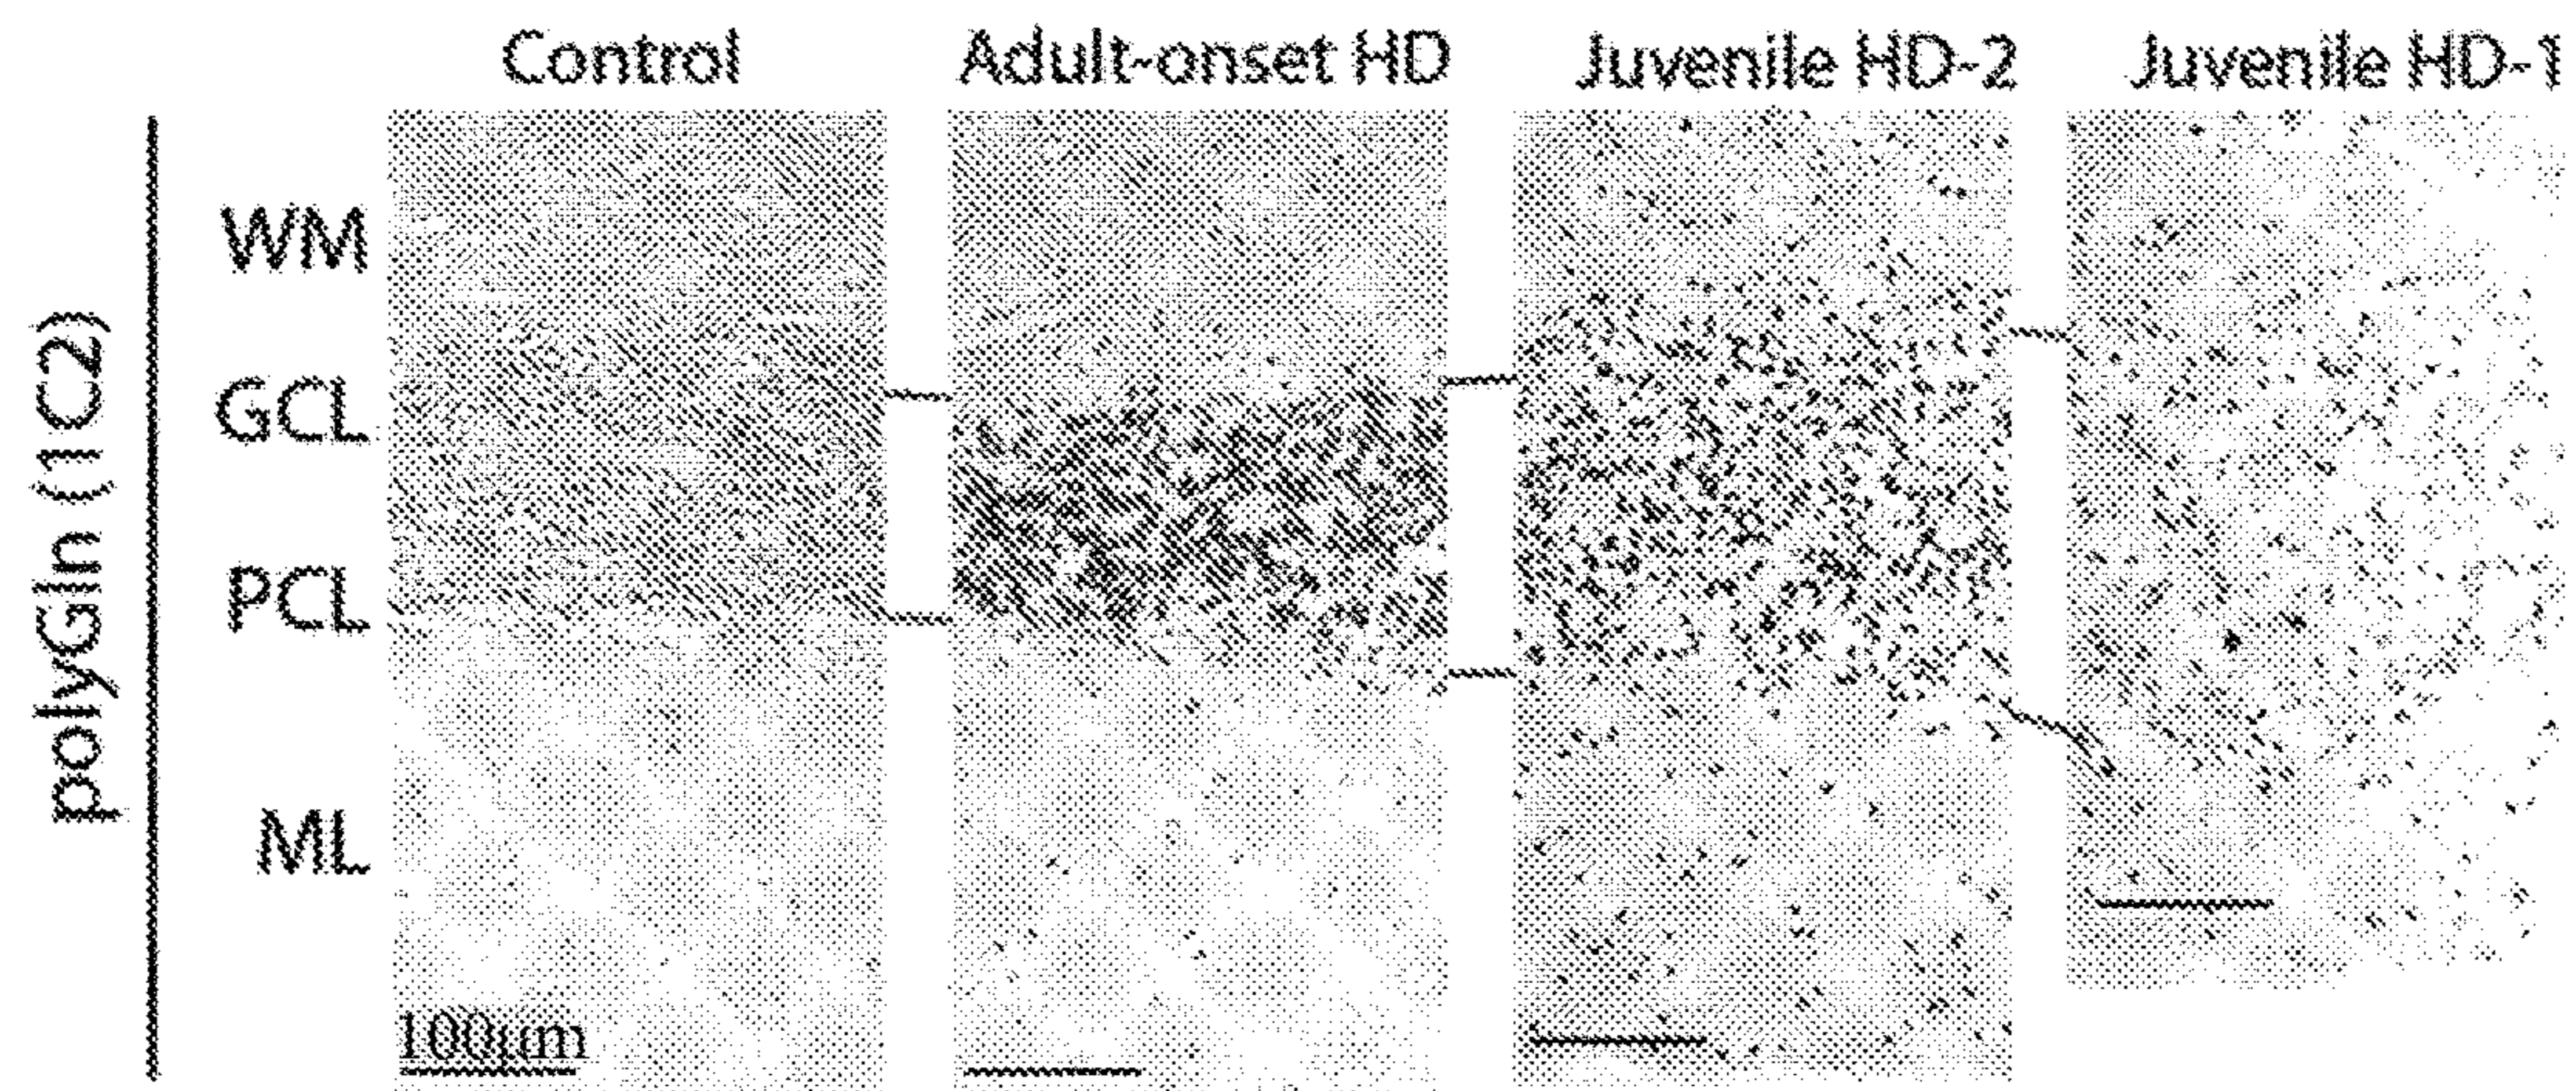 Control Adult-onset HD Juvenile HD-2 Juvenile HD-1
polyGln (1C2)
WM
GCL
PCL
ML
100μm